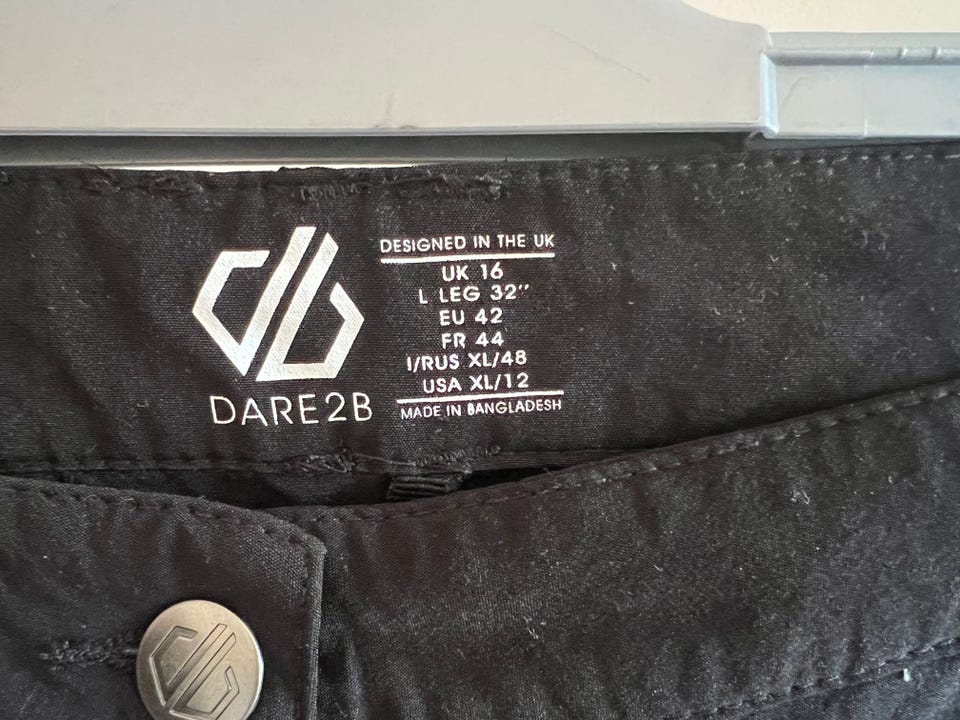 DARE2B
DESIGNED IN THE UK
UK 16
L LEG 32"
EU 42
FR 44
I/RUS XL/48
USA XL/12
MADE IN BANGLADESH